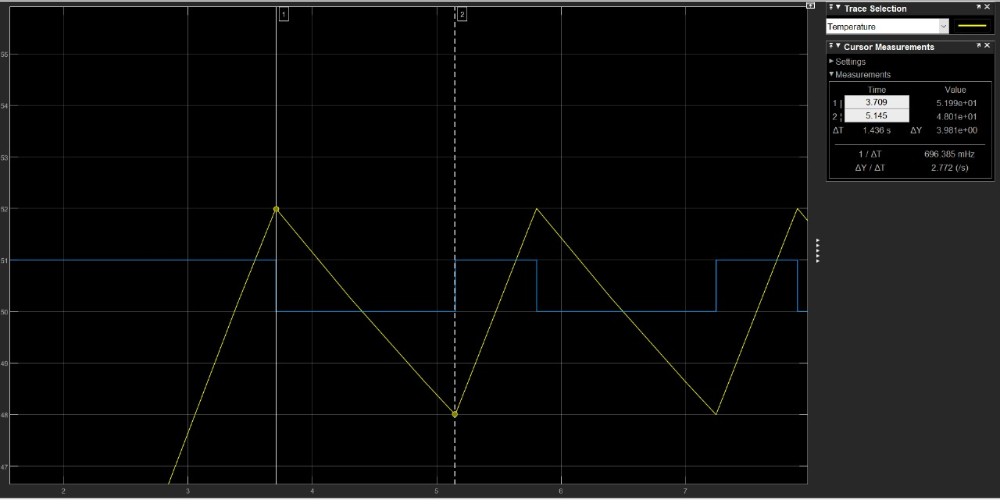 1
2
55
54
53
52
51
50
49
48
47
2 3 4 5 6 7
Trace Selection
Temperature
Cursor Measurements
Settings
Measurements
Time Value
1 | 3.709 5.199e+01
2 ¦ 5.145 4.801e+01
ΔT 1.436 s ΔY 3.981e+00
1 / ΔT 696.385 mHz
ΔY / ΔT 2.772 (/s)